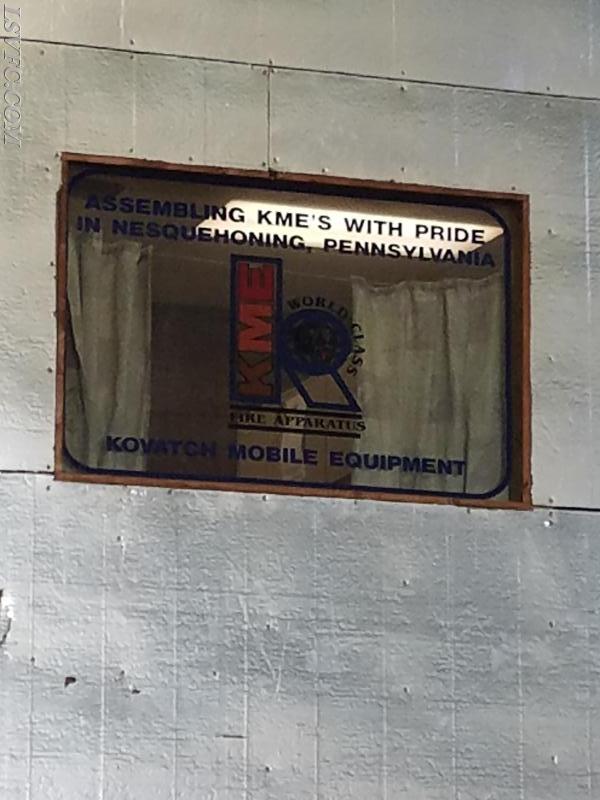 LSVFC.COM
ASSEMBLING KME'S WITH PRIDE
IN NESQUEHONING, PENNSYLVANIA
KME
WORLD CLASS
FIRE APPARATUS
KOVATCH MOBILE EQUIPMENT